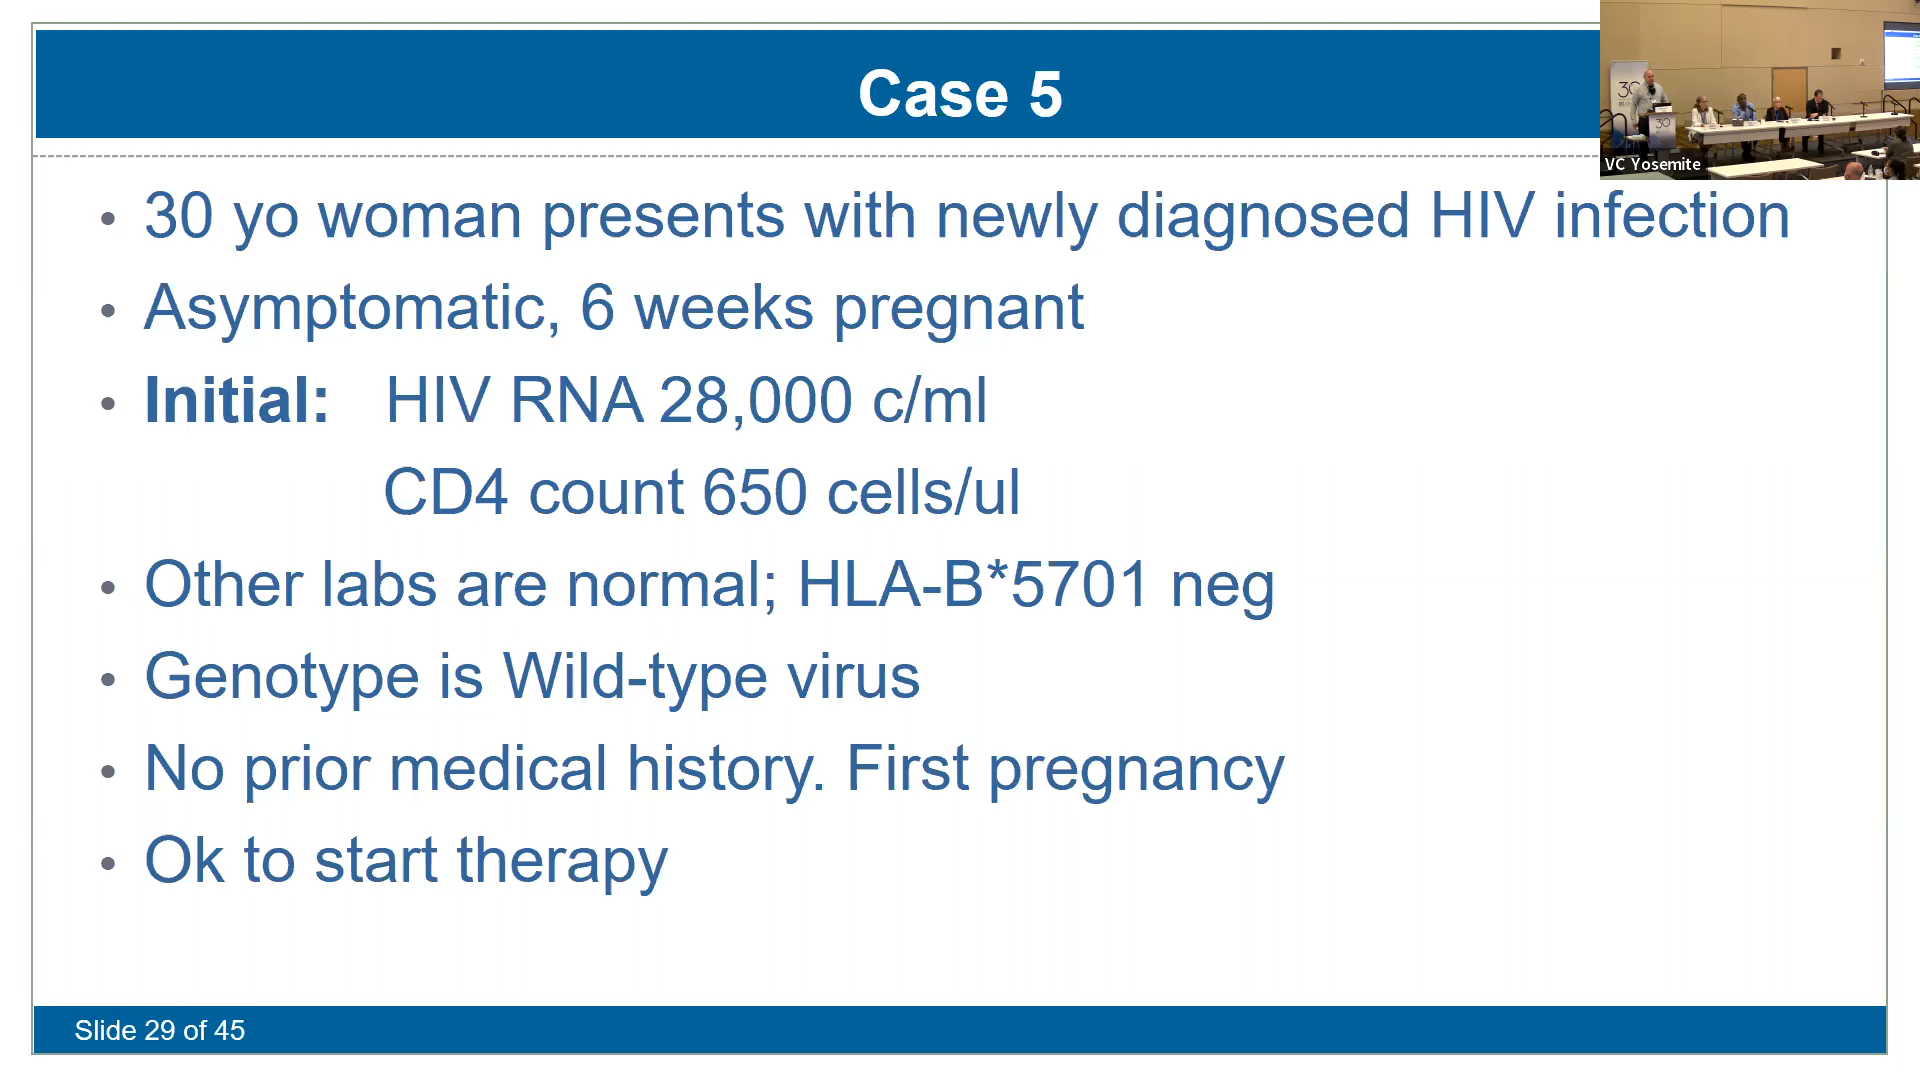 Case 5
30
30
VC Yosemite
• 30 yo woman presents with newly diagnosed HIV infection
• Asymptomatic, 6 weeks pregnant
• Initial: HIV RNA 28,000 c/ml
CD4 count 650 cells/ul
• Other labs are normal; HLA-B*5701 neg
• Genotype is Wild-type virus
• No prior medical history. First pregnancy
• Ok to start therapy
Slide 29 of 45